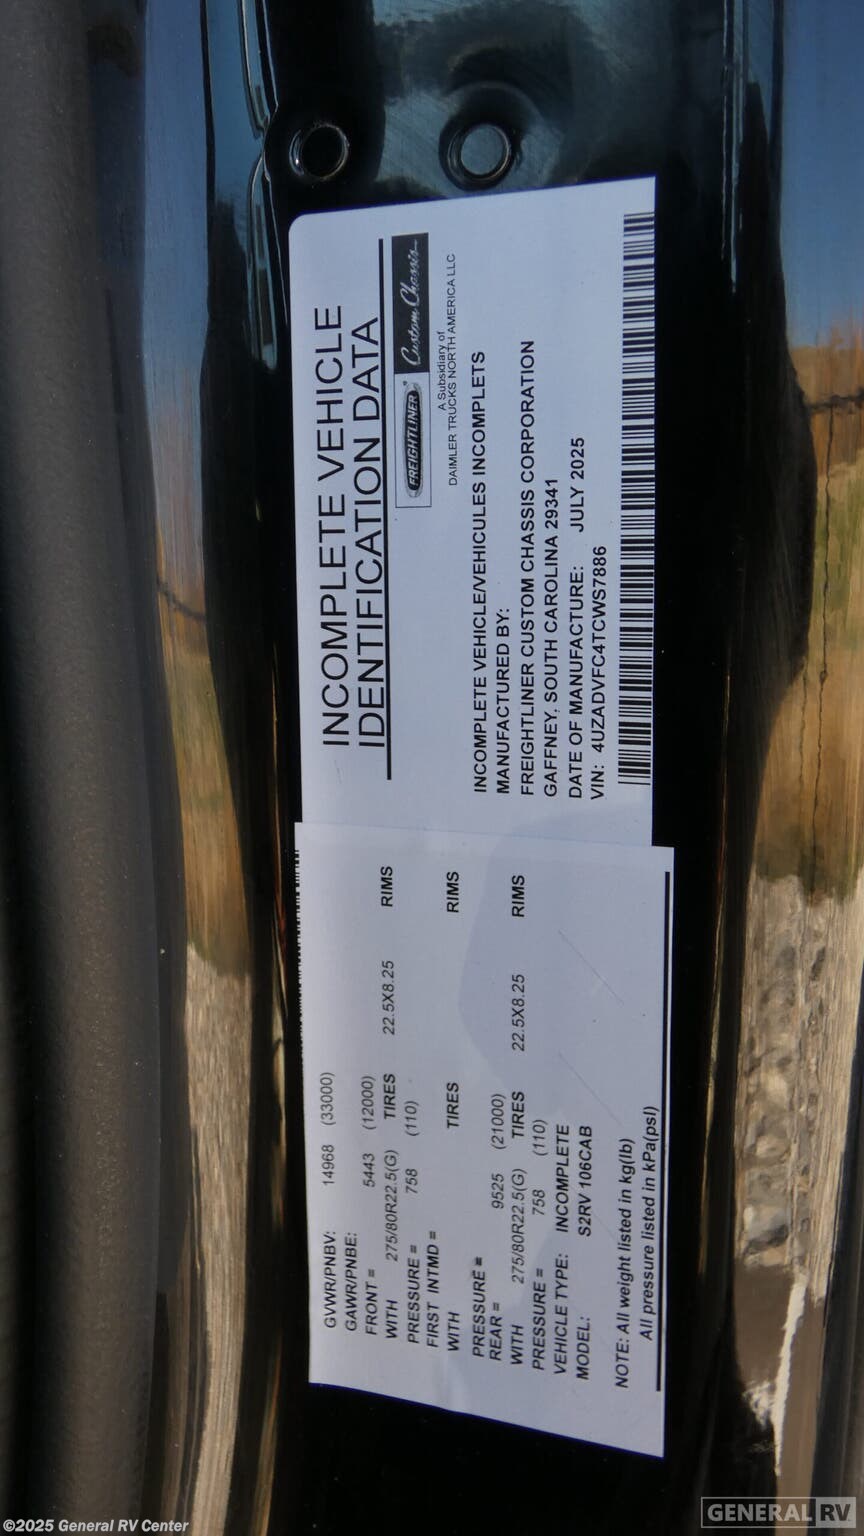 INCOMPLETE VEHICLE
IDENTIFICATION DATA
FREIGHTLINER® Custom Chassis
A Subsidiary of
DAIMLER TRUCKS NORTH AMERICA LLC
INCOMPLETE VEHICLE/VEHICULES INCOMPLETS
MANUFACTURED BY:
FREIGHTLINER CUSTOM CHASSIS CORPORATION
GAFFNEY, SOUTH CAROLINA 29341
DATE OF MANUFACTURE: JULY 2025
VIN: 4UZADVFC4TCWS7886
GVWR/PNBV: 14968 (33000)
GAWR/PNBE:
FRONT = 5443 (12000)
WITH 275/80R22.5(G) TIRES 22.5X8.25 RIMS
PRESSURE = 758 (110)
FIRST INTMD =
WITH TIRES RIMS
PRESSURE =
REAR = 9525 (21000)
WITH 275/80R22.5(G) TIRES 22.5X8.25 RIMS
PRESSURE = 758 (110)
VEHICLE TYPE: INCOMPLETE
MODEL: S2RV 106CAB
NOTE: All weight listed in kg(lb)
All pressure listed in kPa(psi)
©2025 General RV Center
GENERAL RV